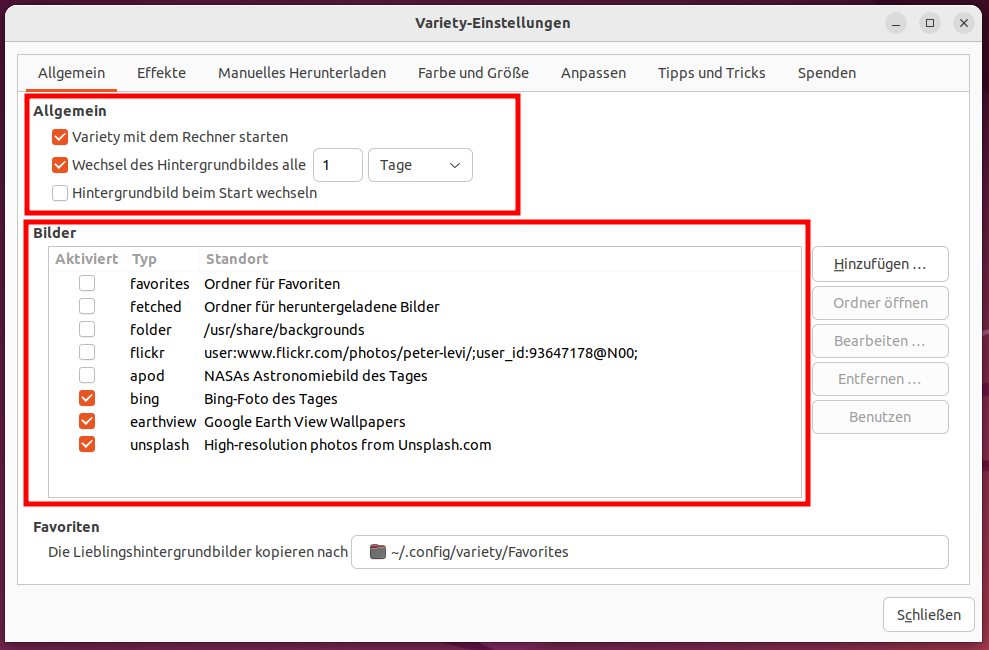 Variety-Einstellungen
Allgemein Effekte Manuelles Herunterladen Farbe und Größe Anpassen Tipps und Tricks Spenden
Allgemein
Variety mit dem Rechner starten
Wechsel des Hintergrundbildes alle 1 Tage
Hintergrundbild beim Start wechseln
Bilder
Aktiviert Typ Standort
favorites Ordner für Favoriten
fetched Ordner für heruntergeladene Bilder
folder /usr/share/backgrounds
flickr user:www.flickr.com/photos/peter-levi/;user_id:93647178@N00;
apod NASAs Astronomiebild des Tages
bing Bing-Foto des Tages
earthview Google Earth View Wallpapers
unsplash High-resolution photos from Unsplash.com
Hinzufügen ...
Ordner öffnen
Bearbeiten ...
Entfernen ...
Benutzen
Favoriten
Die Lieblingshintergrundbilder kopieren nach ~/.config/variety/Favorites
Schließen